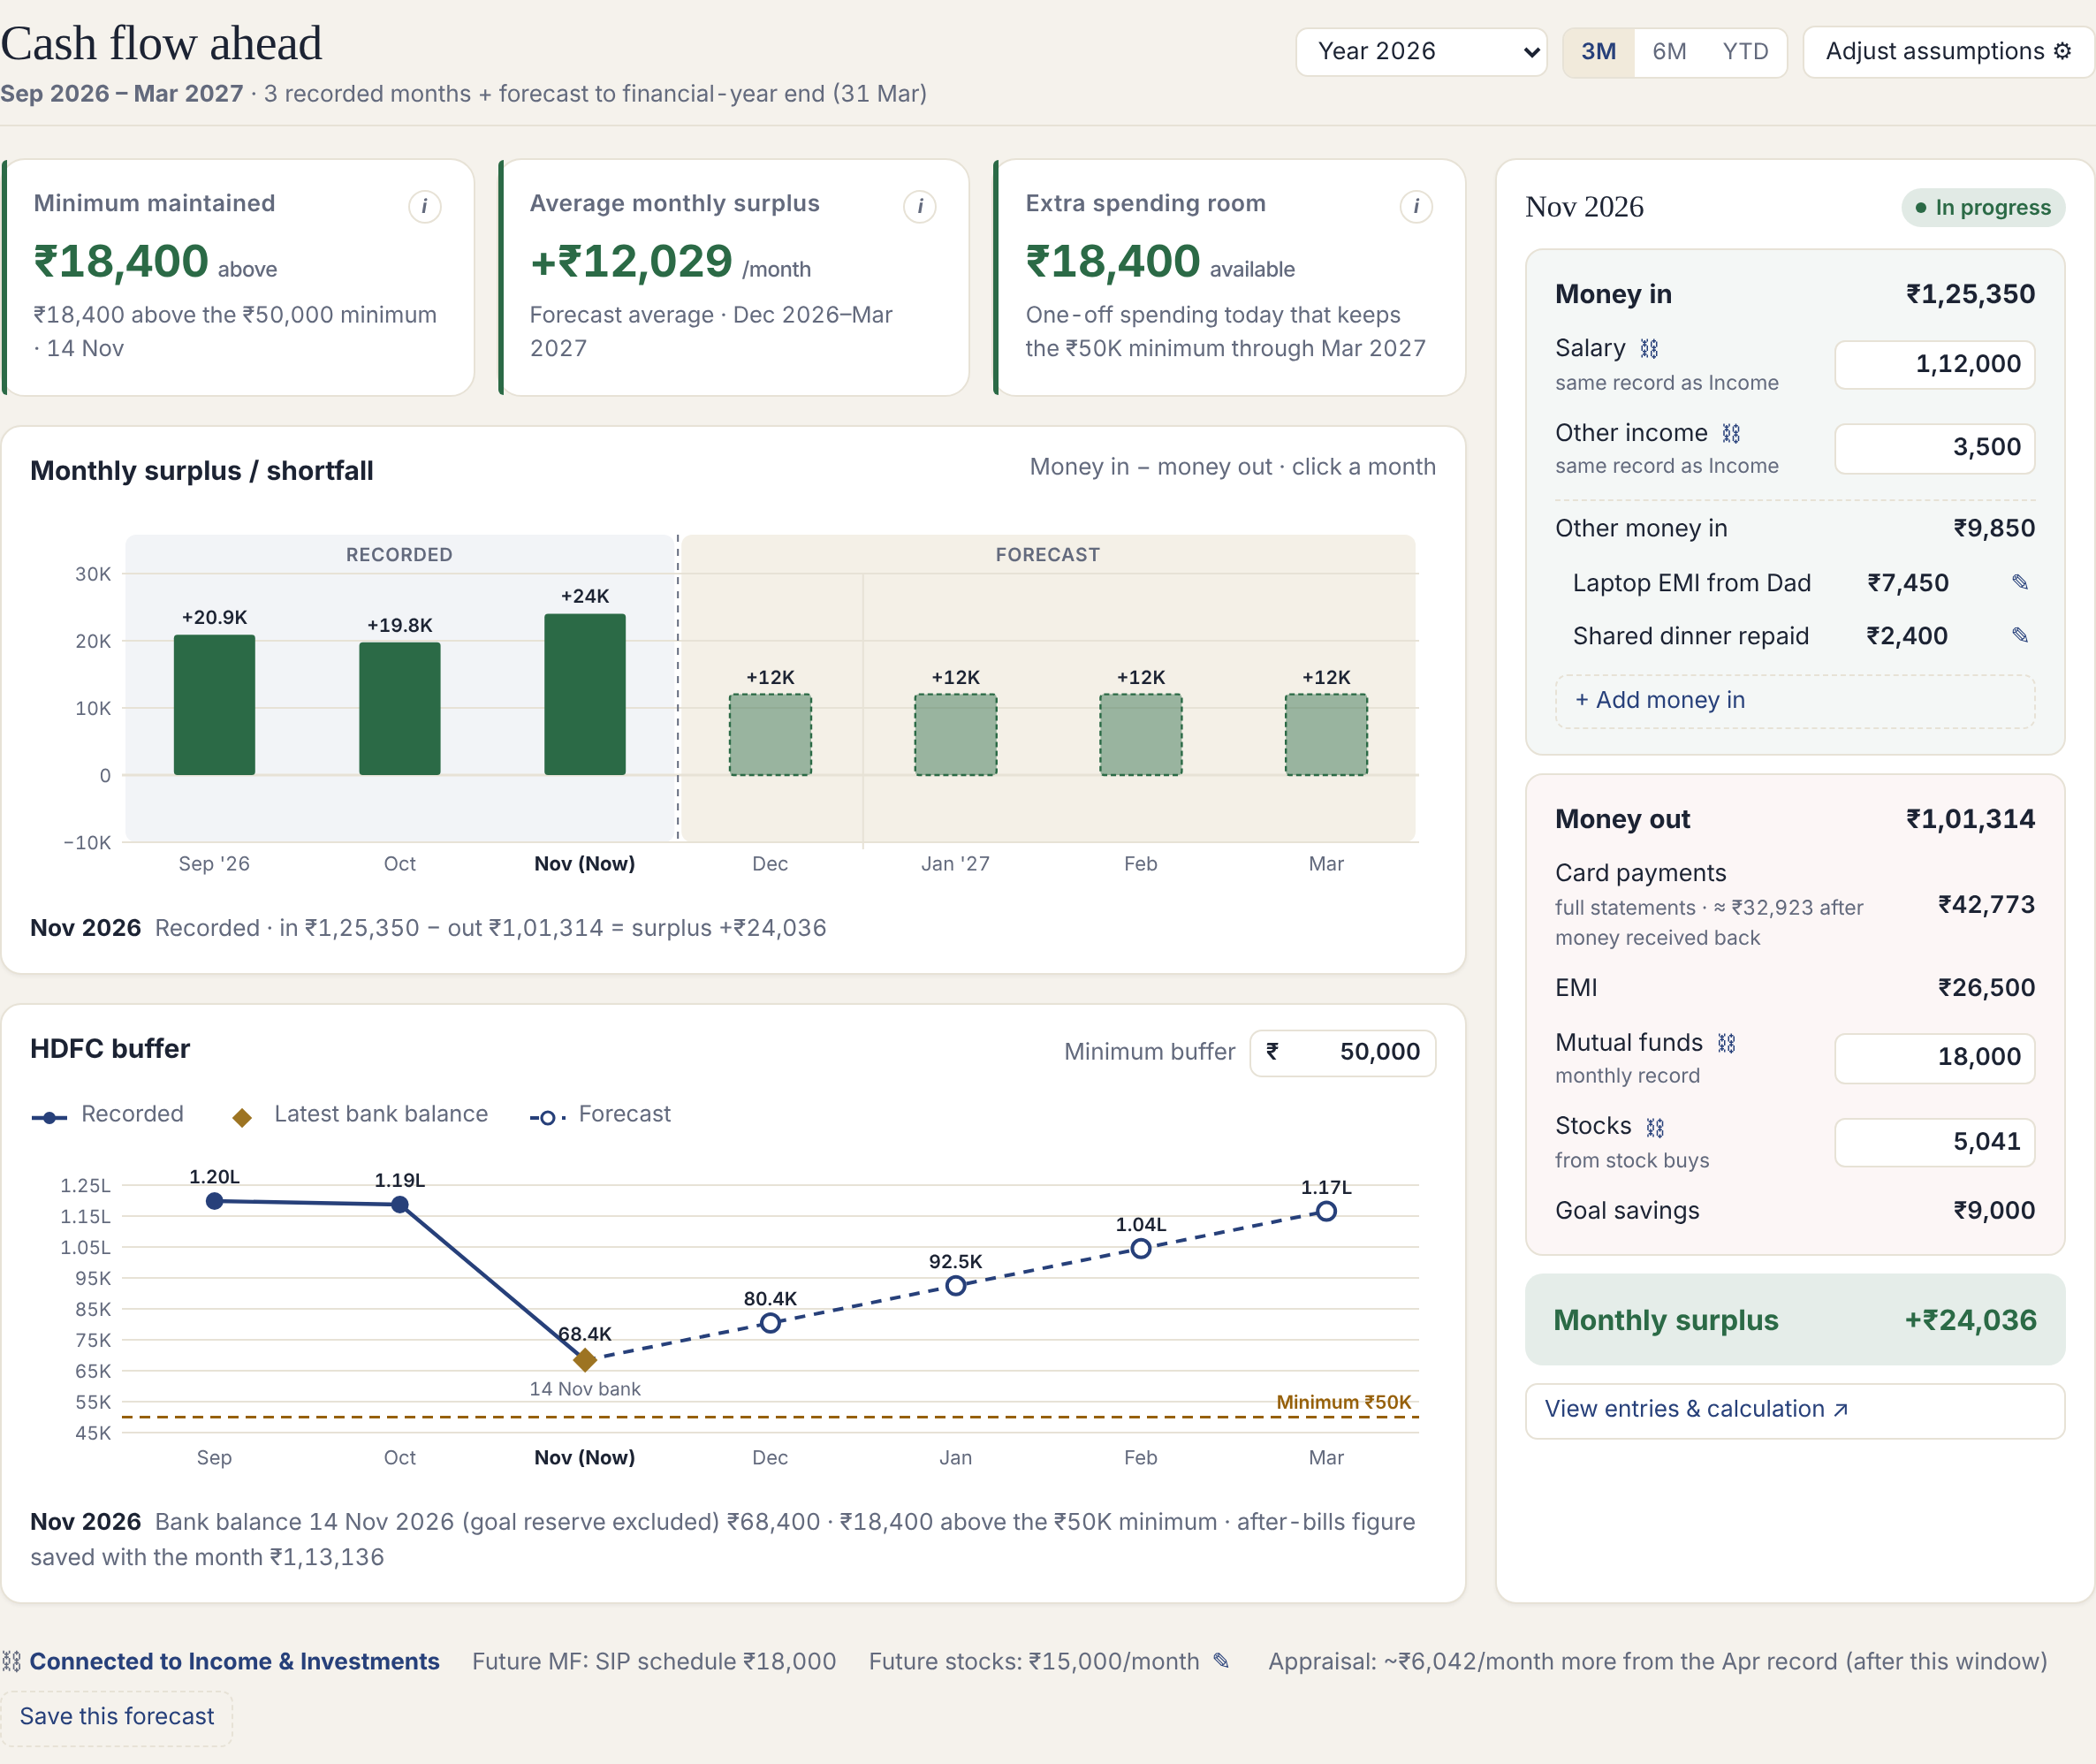 Cash flow ahead
Sep 2026 – Mar 2027 · 3 recorded months + forecast to financial-year end (31 Mar)
Year 2026
3M 6M YTD
Adjust assumptions ⚙
Minimum maintained i
₹18,400 above
₹18,400 above the ₹50,000 minimum
· 14 Nov
Average monthly surplus i
+₹12,029 /month
Forecast average · Dec 2026–Mar
2027
Extra spending room i
₹18,400 available
One-off spending today that keeps
the ₹50K minimum through Mar 2027
Monthly surplus / shortfall
Money in − money out · click a month
RECORDED FORECAST
30K
20K
10K
0
−10K
+20.9K +19.8K +24K +12K +12K +12K +12K
Sep '26 Oct Nov (Now) Dec Jan '27 Feb Mar
Nov 2026 Recorded · in ₹1,25,350 − out ₹1,01,314 = surplus +₹24,036
HDFC buffer
Minimum buffer ₹ 50,000
Recorded Latest bank balance Forecast
1.25L
1.15L
1.05L
95K
85K
75K
65K
55K
45K
1.20L 1.19L 68.4K 80.4K 92.5K 1.04L 1.17L
14 Nov bank
Minimum ₹50K
Sep Oct Nov (Now) Dec Jan Feb Mar
Nov 2026 Bank balance 14 Nov 2026 (goal reserve excluded) ₹68,400 · ₹18,400 above the ₹50K minimum · after-bills figure
saved with the month ₹1,13,136
Nov 2026
In progress
Money in ₹1,25,350
Salary 1,12,000
same record as Income
Other income 3,500
same record as Income
Other money in ₹9,850
Laptop EMI from Dad ₹7,450 ✎
Shared dinner repaid ₹2,400 ✎
+ Add money in
Money out ₹1,01,314
Card payments
full statements · ≈ ₹32,923 after
money received back
₹42,773
EMI ₹26,500
Mutual funds 18,000
monthly record
Stocks 5,041
from stock buys
Goal savings ₹9,000
Monthly surplus +₹24,036
View entries & calculation ↗
Connected to Income & Investments Future MF: SIP schedule ₹18,000 Future stocks: ₹15,000/month ✎ Appraisal: ~₹6,042/month more from the Apr record (after this window)
Save this forecast